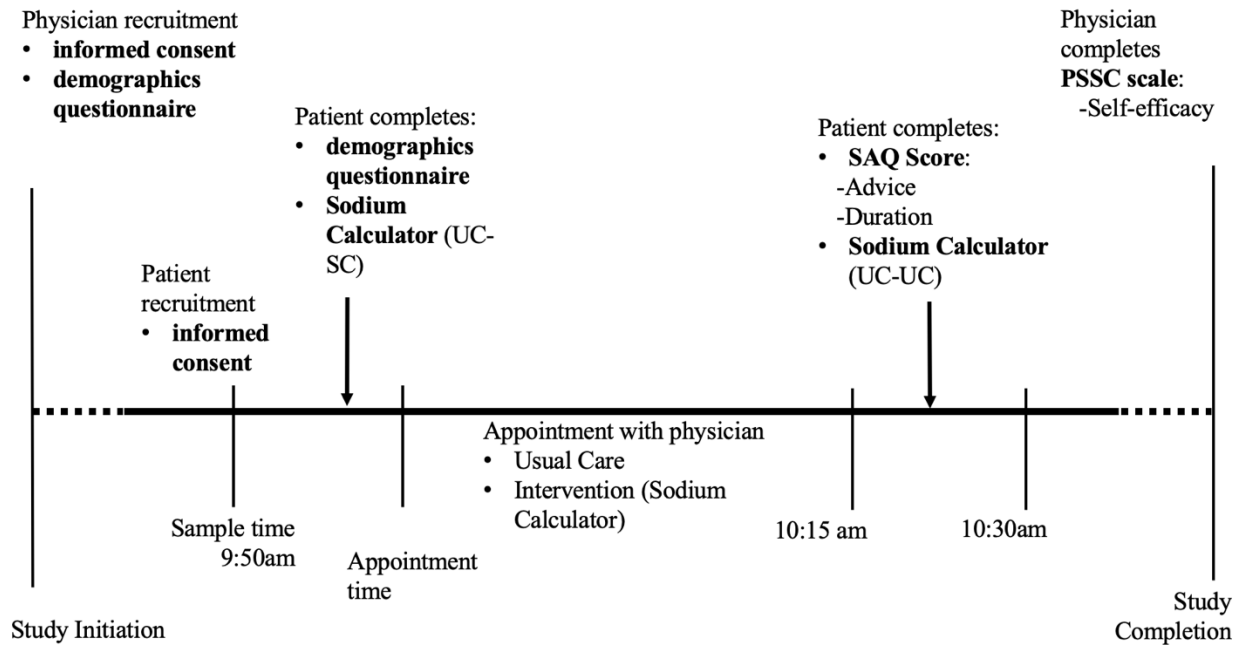 Physician recruitment
• informed consent
• demographics
questionnaire
Patient completes:
• demographics
questionnaire
• Sodium
Calculator (UC-
SC)
Patient
recruitment
• informed
consent
Patient completes:
• SAQ Score:
-Advice
-Duration
• Sodium Calculator
(UC-UC)
Physician
completes
PSSC scale:
-Self-efficacy
Appointment with physician
• Usual Care
• Intervention (Sodium
Calculator)
Sample time
9:50am
Appointment
time
10:15 am
10:30am
Study Initiation
Study
Completion